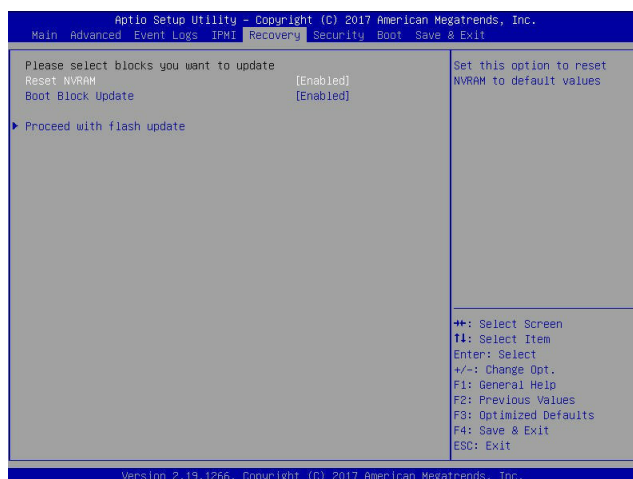 Aptio Setup Utility – Copyright (C) 2017 American Megatrends, Inc.
Main Advanced Event Logs IPMI Recovery Security Boot Save & Exit
Please select blocks you want to update
Reset NVRAM [Enabled]
Boot Block Update [Enabled]
Proceed with flash update
Set this option to reset
NVRAM to default values
→←: Select Screen
↑↓: Select Item
Enter: Select
+/-: Change Opt.
F1: General Help
F2: Previous Values
F3: Optimized Defaults
F4: Save & Exit
ESC: Exit
Version 2.19.1266. Copyright (C) 2017 American Megatrends, Inc.